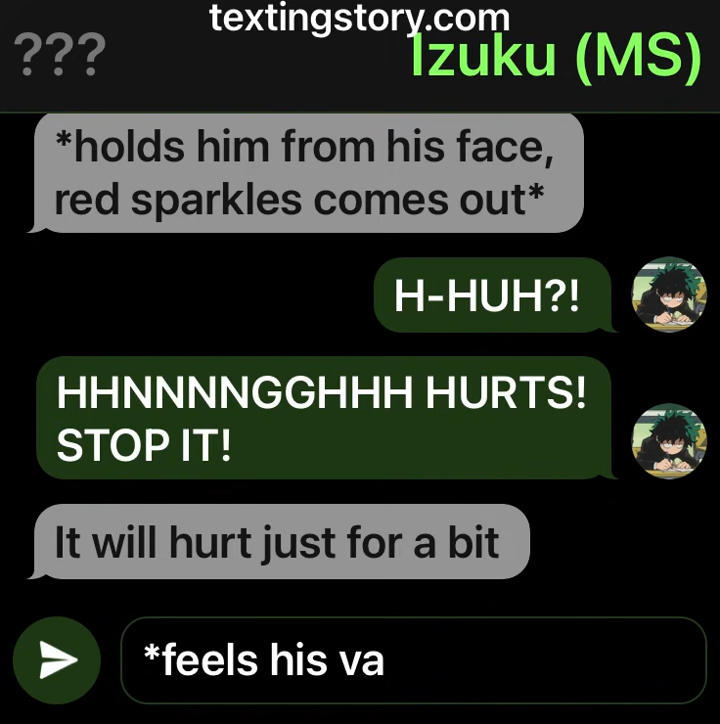 textingstory.com
??? Izuku (MS)
*holds him from his face,
red sparkles comes out*
H-HUH?!
HHNNNNGGHHH HURTS!
STOP IT!
It will hurt just for a bit
*feels his va